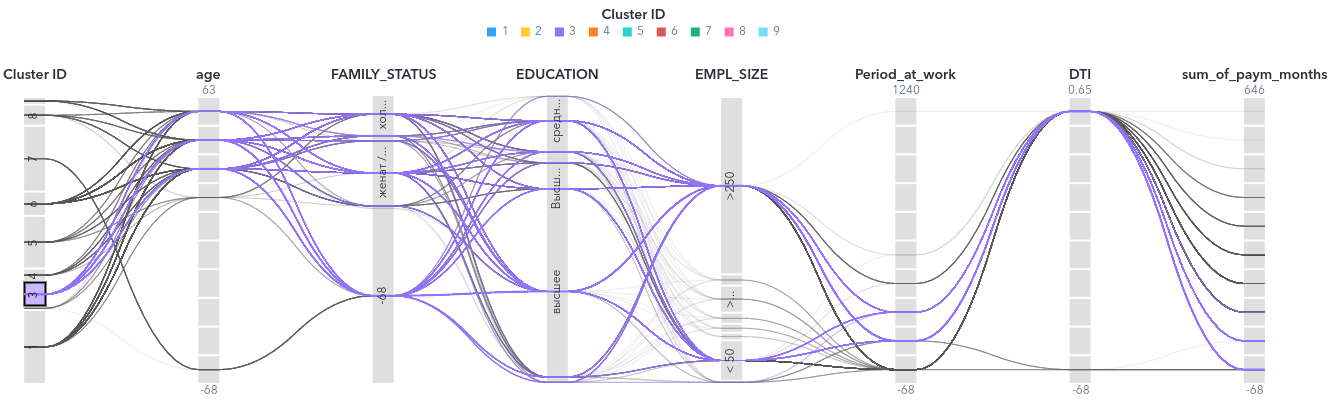 Cluster ID
1 2 3 4 5 6 7 8 9
Cluster ID age FAMILY_STATUS EDUCATION EMPL_SIZE Period_at_work DTI sum_of_paym_months
63 1240 0.65 646
8
7
6
5
4
3
1
хол...
женат /...
-68
средн...
Высш...
высшее
>250
>...
< 50
-68 -68 -68 -68